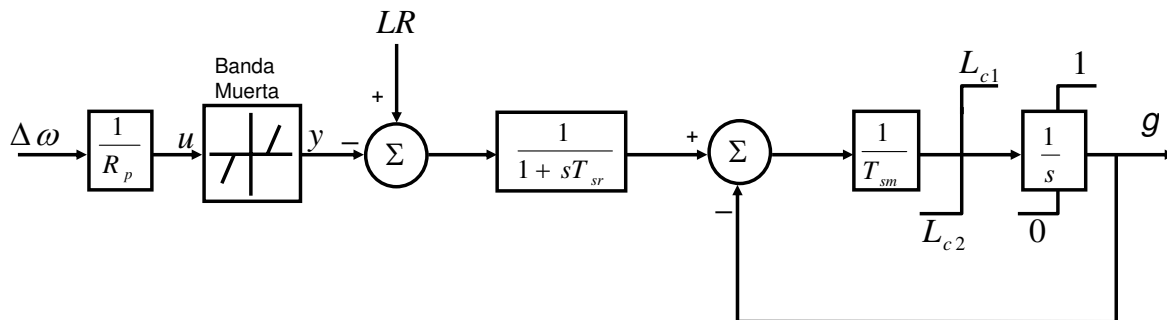 LR
Banda
Muerta
Δω
1
R_p
u
y
+
−
Σ
1
1 + sT_sr
+
−
Σ
1
T_sm
L_c1
L_c2
1
1
s
0
g